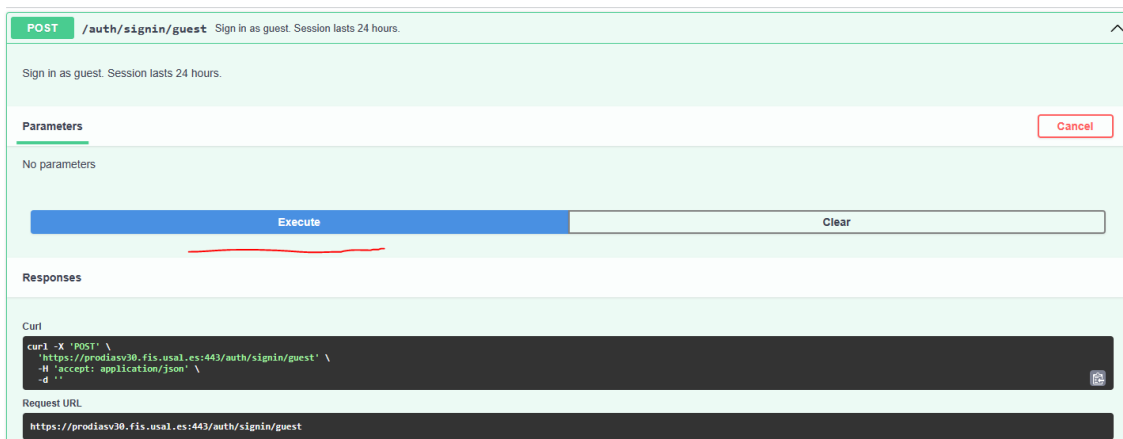 POST /auth/signin/guest Sign in as guest. Session lasts 24 hours.
Sign in as guest. Session lasts 24 hours.
Parameters Cancel
No parameters
Execute Clear
Responses
Curl
curl -X 'POST' \
'https://prodiasv30.fis.usal.es:443/auth/signin/guest' \
-H 'accept: application/json' \
-d ''
Request URL
https://prodiasv30.fis.usal.es:443/auth/signin/guest